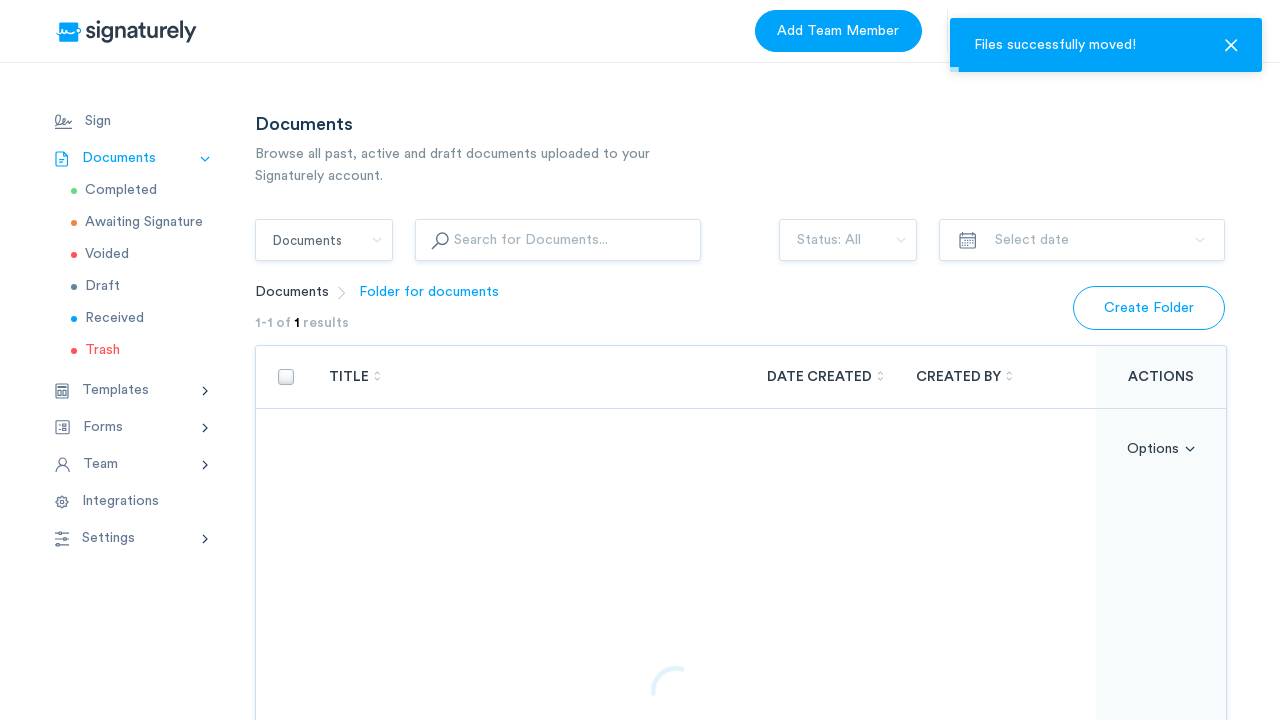 signaturely
Add Team Member
Files successfully moved!
Sign
Documents
Completed
Awaiting Signature
Voided
Draft
Received
Trash
Templates
Forms
Team
Integrations
Settings
Documents
Browse all past, active and draft documents uploaded to your
Signaturely account.
Documents
Search for Documents...
Status: All
Select date
Documents
Folder for documents
Create Folder
1-1 of 1 results
TITLE
DATE CREATED
CREATED BY
ACTIONS
Options